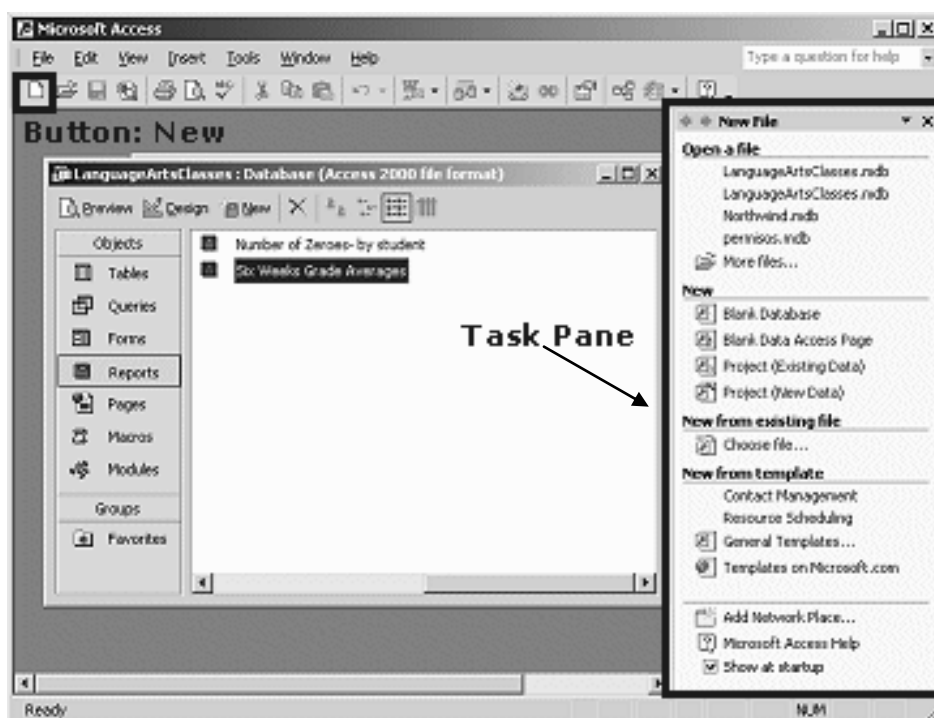 Microsoft Access
File Edit View Insert Tools Window Help
Type a question for help
Button: New
LanguageArtsClasses : Database (Access 2000 file format)
Preview Design New
Objects
Tables
Queries
Forms
Reports
Pages
Macros
Modules
Groups
Favorites
Number of Zeroes- by student
Six Weeks Grade Averages
Task Pane
New File
Open a file
LanguageArtsClasses.mdb
LanguageArtsClasses.mdb
Northwind.mdb
permisos.mdb
More files...
New
Blank Database
Blank Data Access Page
Project (Existing Data)
Project (New Data)
New from existing file
Choose file...
New from template
Contact Management
Resource Scheduling
General Templates...
Templates on Microsoft.com
Add Network Place...
Microsoft Access Help
Show at startup
Ready
NUM